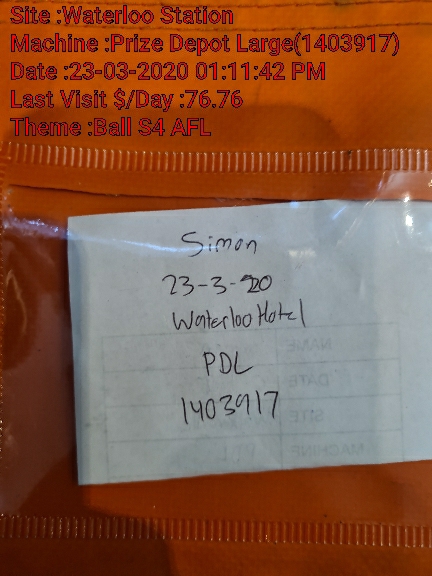 Site :Waterloo Station
Machine :Prize Depot Large(1403917)
Date :23-03-2020 01:11:42 PM
Last Visit $/Day :76.76
Theme :Ball S4 AFL
Simon
23-3-20
Waterloo Hotel
PDL
1403917
NAME
DATE
SITE
MACHINE